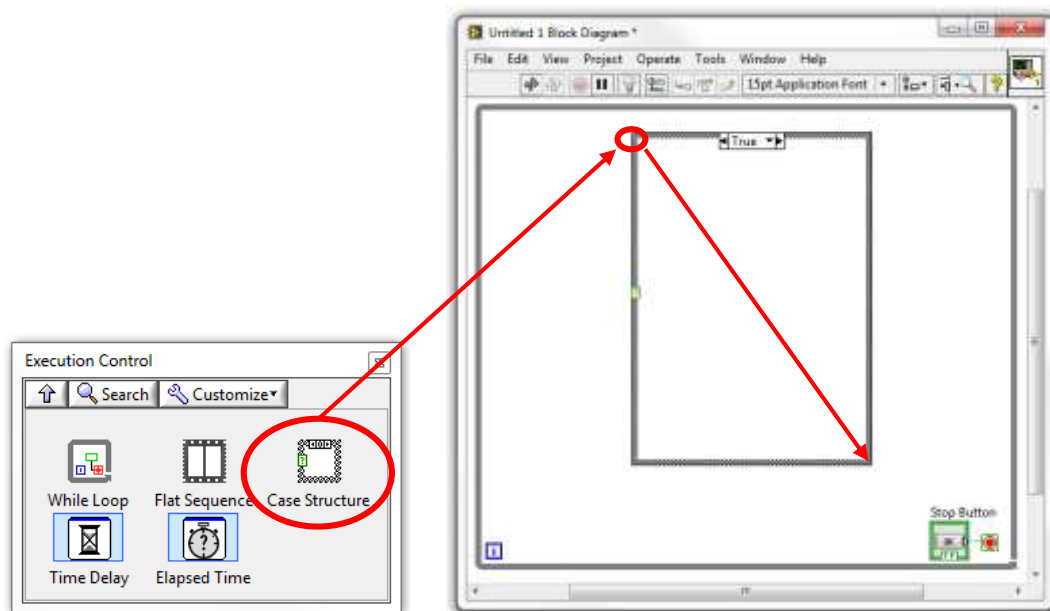 Untitled 1 Block Diagram *
File Edit View Project Operate Tools Window Help
15pt Application Font
True
Stop Button
TF
i
Execution Control
Search Customize
While Loop Flat Sequence Case Structure
Time Delay Elapsed Time